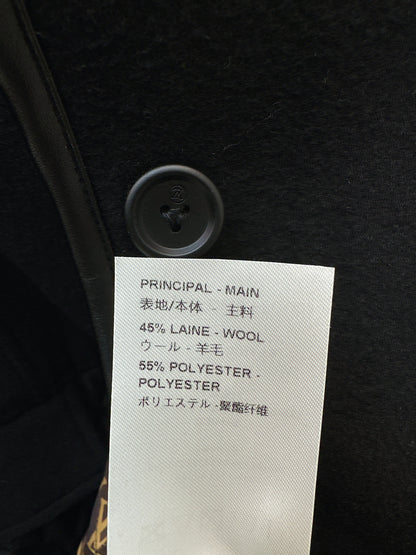 PRINCIPAL - MAIN
表地/本体 - 主料
45% LAINE - WOOL
ウール - 羊毛
55% POLYESTER -
POLYESTER
ポリエステル - 聚酯纤维